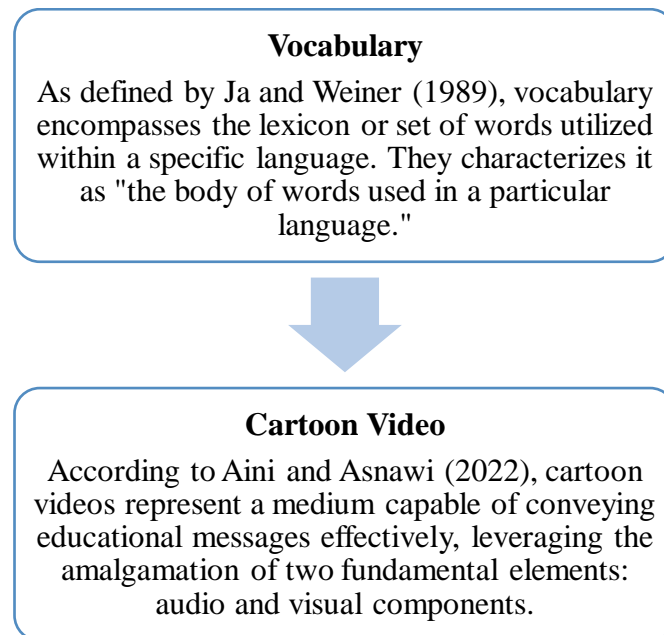 Vocabulary
As defined by Ja and Weiner (1989), vocabulary
encompasses the lexicon or set of words utilized
within a specific language. They characterizes it
as "the body of words used in a particular
language."
Cartoon Video
According to Aini and Asnawi (2022), cartoon
videos represent a medium capable of conveying
educational messages effectively, leveraging the
amalgamation of two fundamental elements:
audio and visual components.